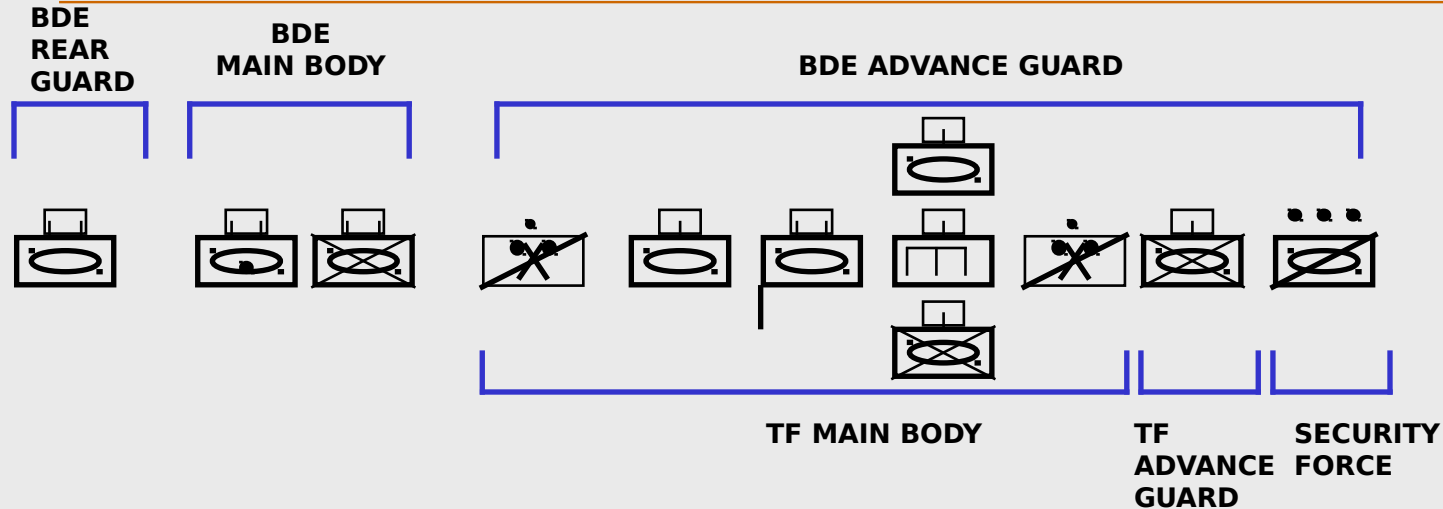 BDE
REAR
GUARD
BDE
MAIN BODY
BDE ADVANCE GUARD
TF MAIN BODY
TF
ADVANCE
GUARD
SECURITY
FORCE